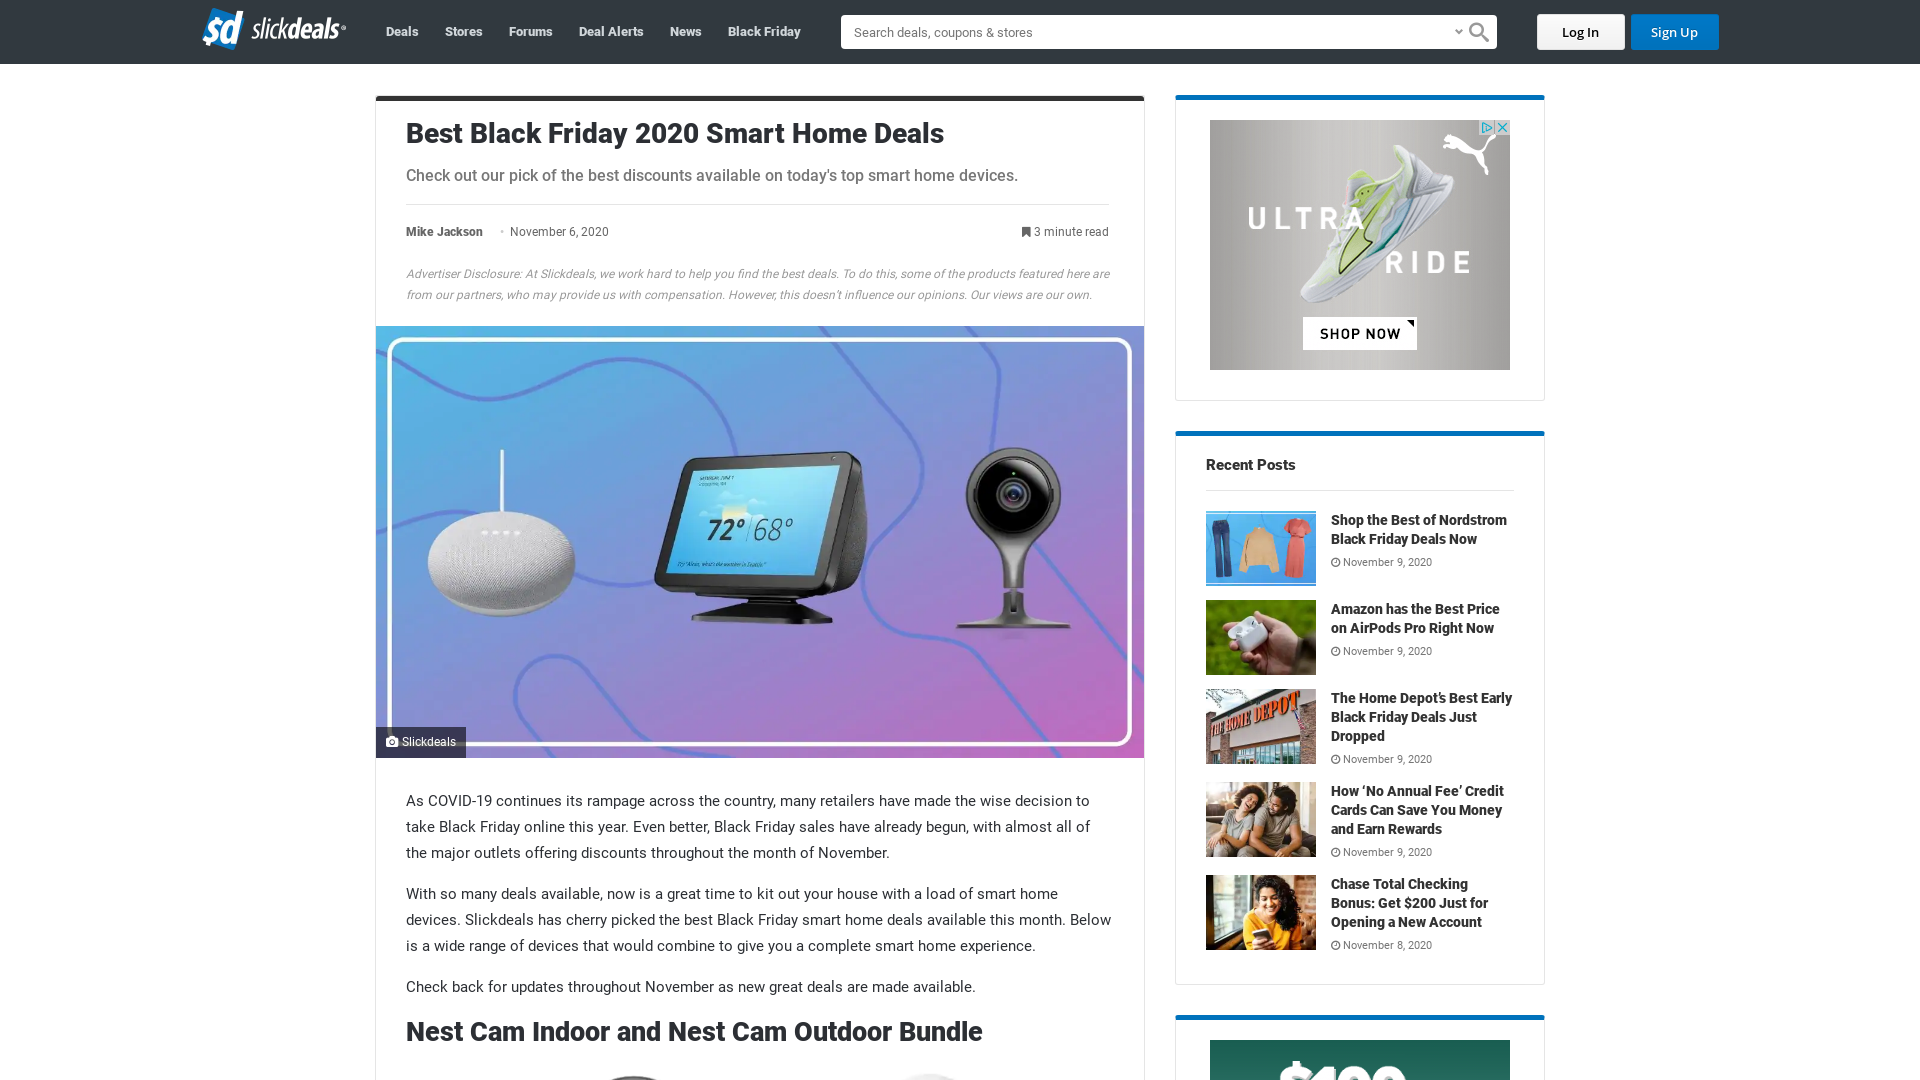 sd slickdeals
Deals
Stores
Forums
Deal Alerts
News
Black Friday
Search deals, coupons & stores
Log In
Sign Up
Best Black Friday 2020 Smart Home Deals
Check out our pick of the best discounts available on today's top smart home devices.
Mike Jackson • November 6, 2020
3 minute read
Advertiser Disclosure: At Slickdeals, we work hard to help you find the best deals. To do this, some of the products featured here are
from our partners, who may provide us with compensation. However, this doesn’t influence our opinions. Our views are our own.
72° 68°
Slickdeals
As COVID-19 continues its rampage across the country, many retailers have made the wise decision to
take Black Friday online this year. Even better, Black Friday sales have already begun, with almost all of
the major outlets offering discounts throughout the month of November.
With so many deals available, now is a great time to kit out your house with a load of smart home
devices. Slickdeals has cherry picked the best Black Friday smart home deals available this month. Below
is a wide range of devices that would combine to give you a complete smart home experience.
Check back for updates throughout November as new great deals are made available.
Nest Cam Indoor and Nest Cam Outdoor Bundle
ULTRA
RIDE
SHOP NOW
Recent Posts
Shop the Best of Nordstrom
Black Friday Deals Now
November 9, 2020
Amazon has the Best Price
on AirPods Pro Right Now
November 9, 2020
THE HOME DEPOT
The Home Depot’s Best Early
Black Friday Deals Just
Dropped
November 9, 2020
How ‘No Annual Fee’ Credit
Cards Can Save You Money
and Earn Rewards
November 9, 2020
Chase Total Checking
Bonus: Get $200 Just for
Opening a New Account
November 8, 2020